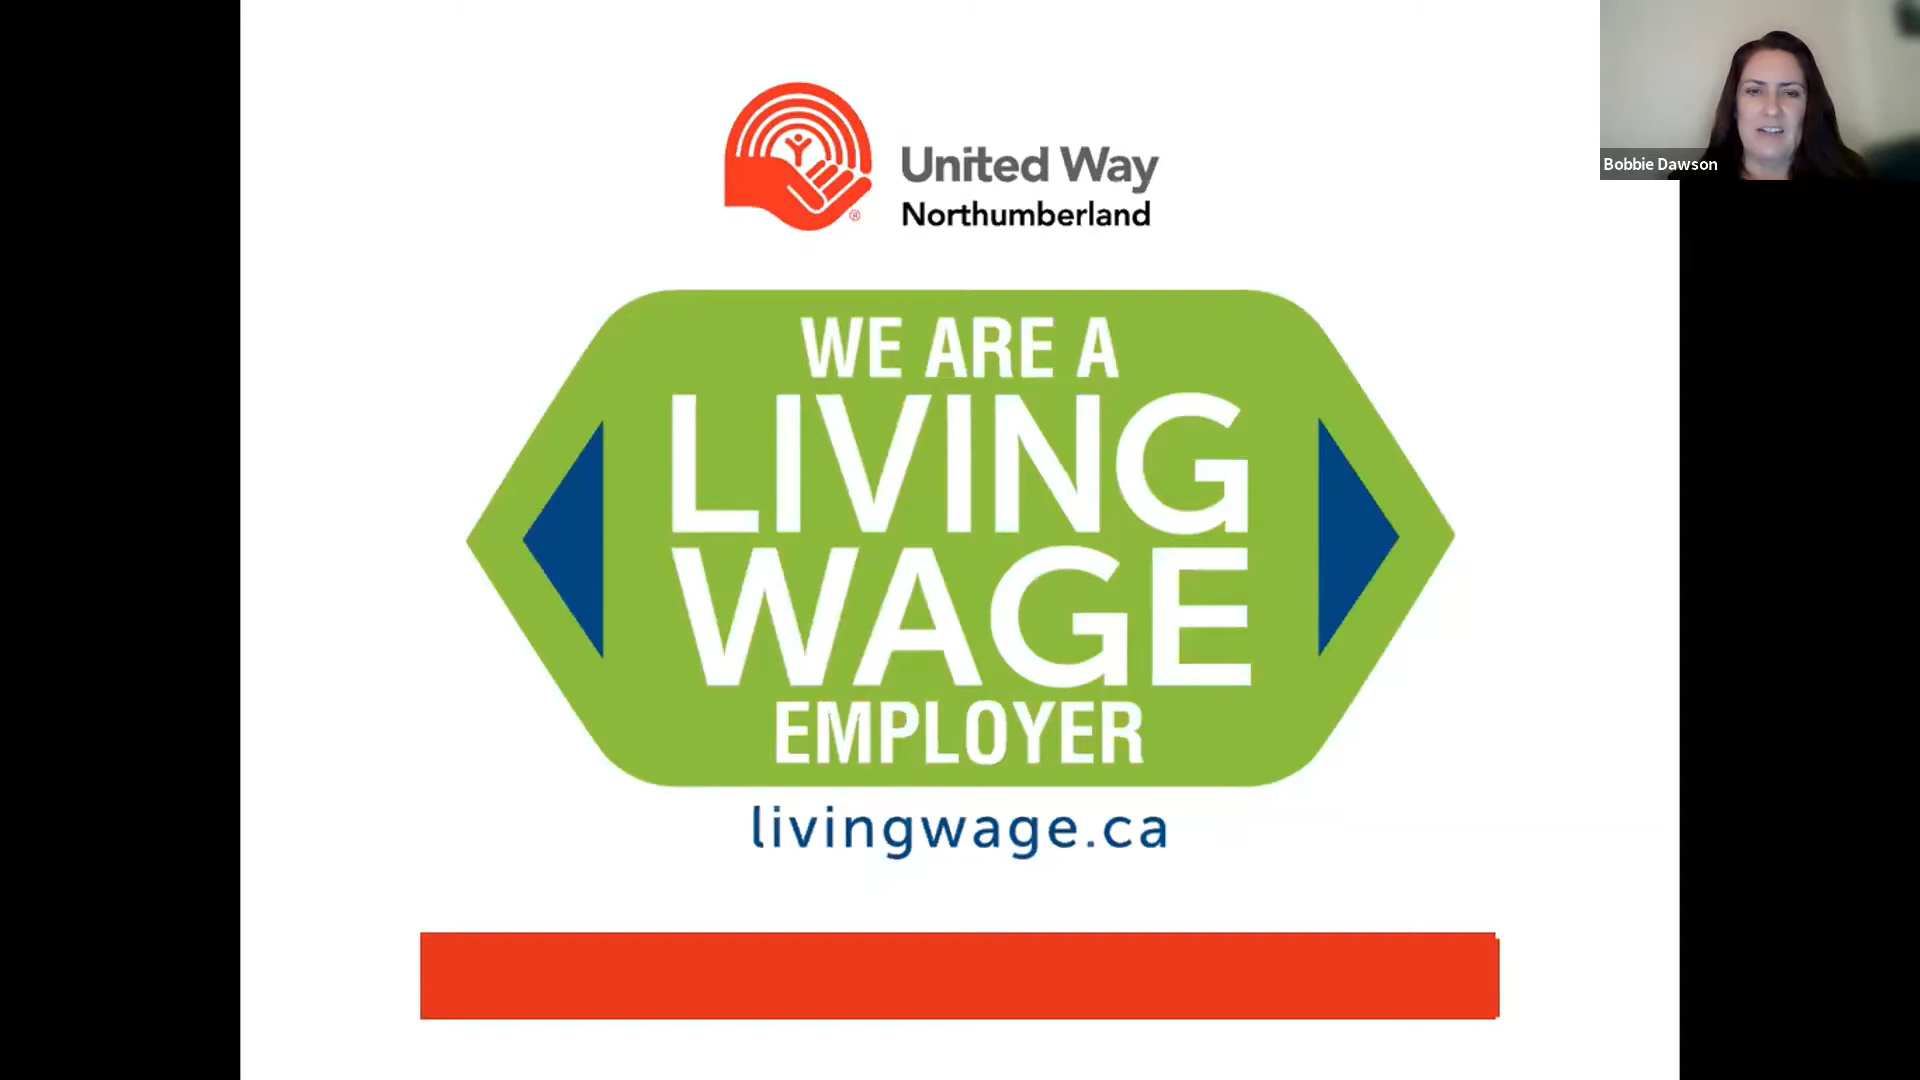 United Way
Northumberland
Bobbie Dawson
WE ARE A
LIVING
WAGE
EMPLOYER
livingwage.ca